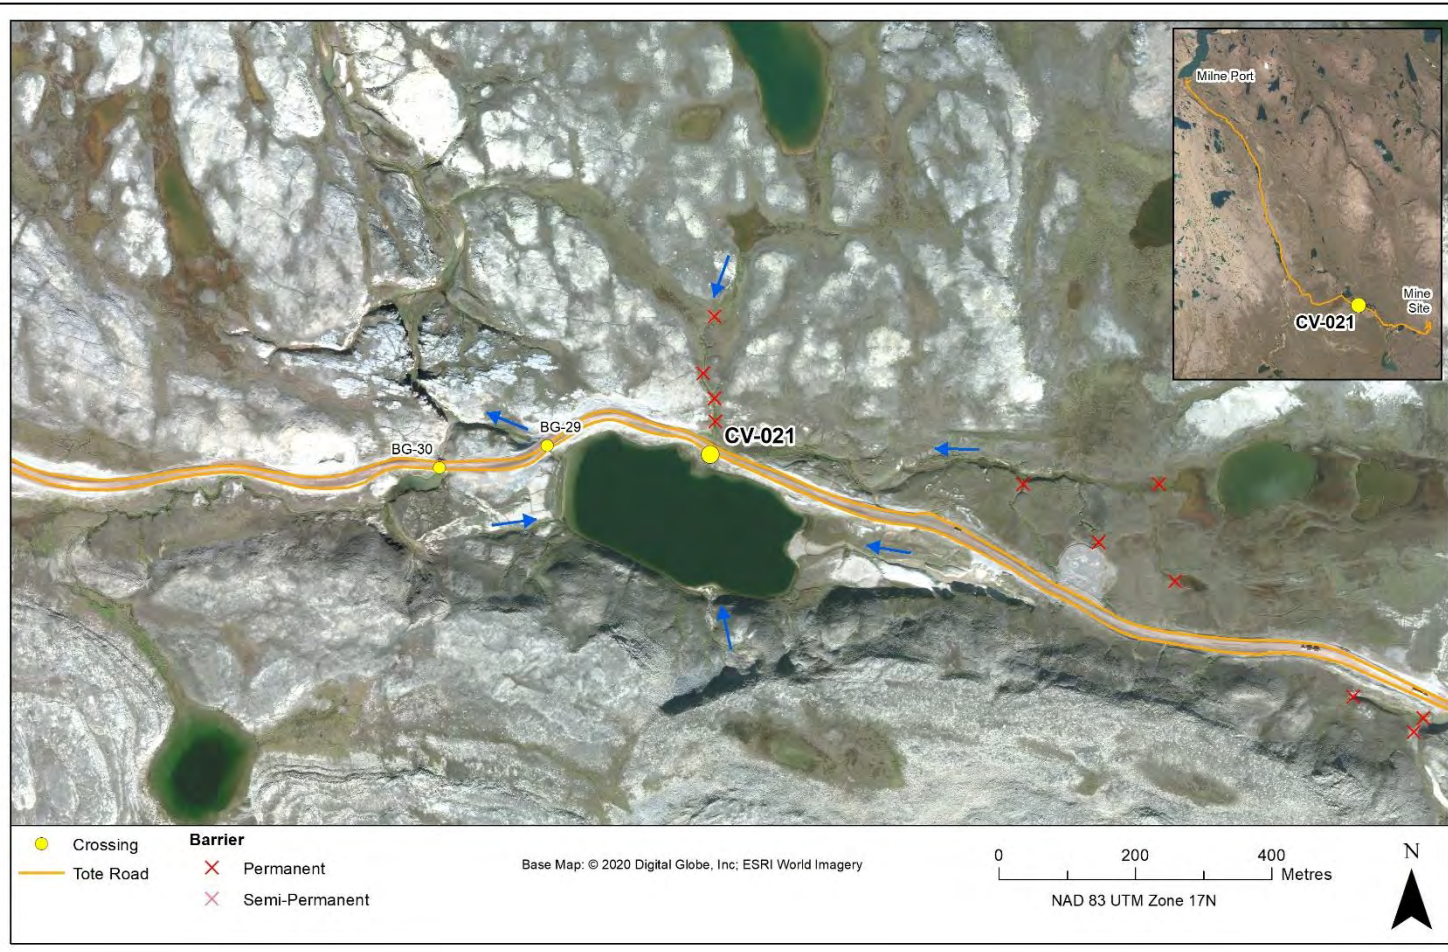 Milne Port
Mine
Site
CV-021
CV-021
BG-29
BG-30
Crossing
Tote Road
Barrier
Permanent
Semi-Permanent
Base Map: © 2020 Digital Globe, Inc; ESRI World Imagery
0 200 400
Metres
NAD 83 UTM Zone 17N
N